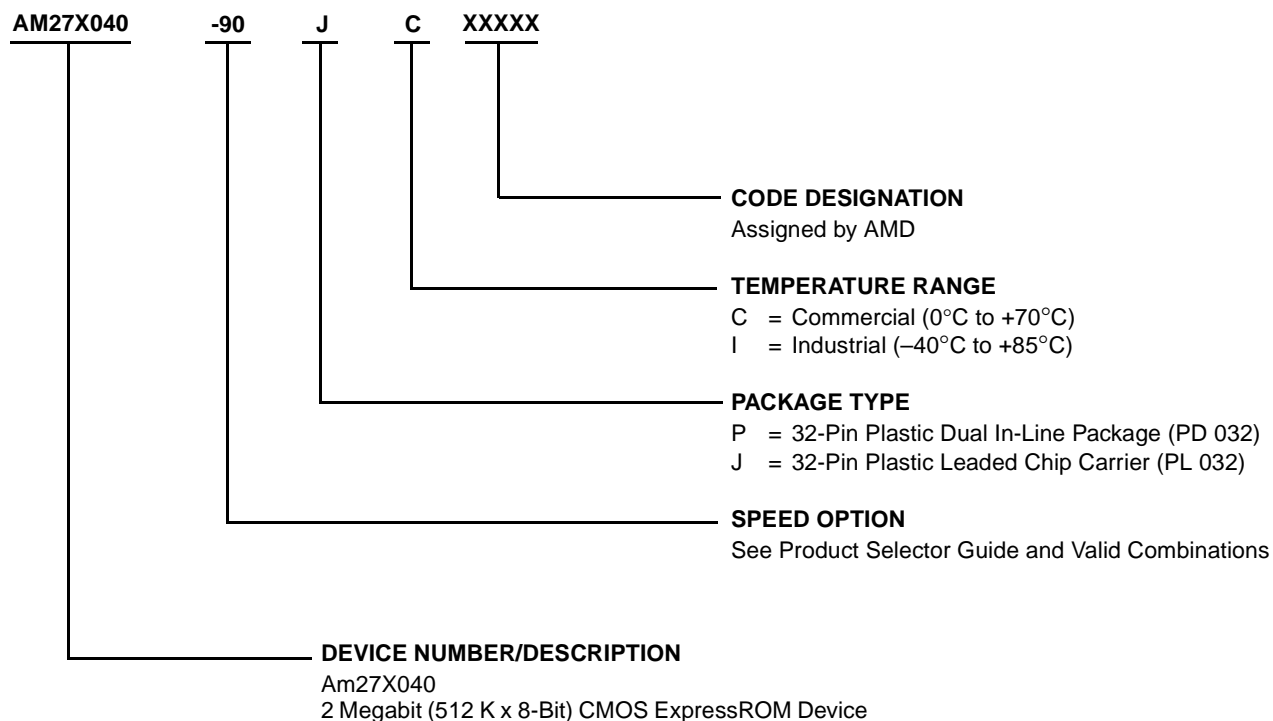 AM27X040 -90 J C XXXXX
CODE DESIGNATION
Assigned by AMD
TEMPERATURE RANGE
C = Commercial (0°C to +70°C)
I = Industrial (–40°C to +85°C)
PACKAGE TYPE
P = 32-Pin Plastic Dual In-Line Package (PD 032)
J = 32-Pin Plastic Leaded Chip Carrier (PL 032)
SPEED OPTION
See Product Selector Guide and Valid Combinations
DEVICE NUMBER/DESCRIPTION
Am27X040
2 Megabit (512 K x 8-Bit) CMOS ExpressROM Device